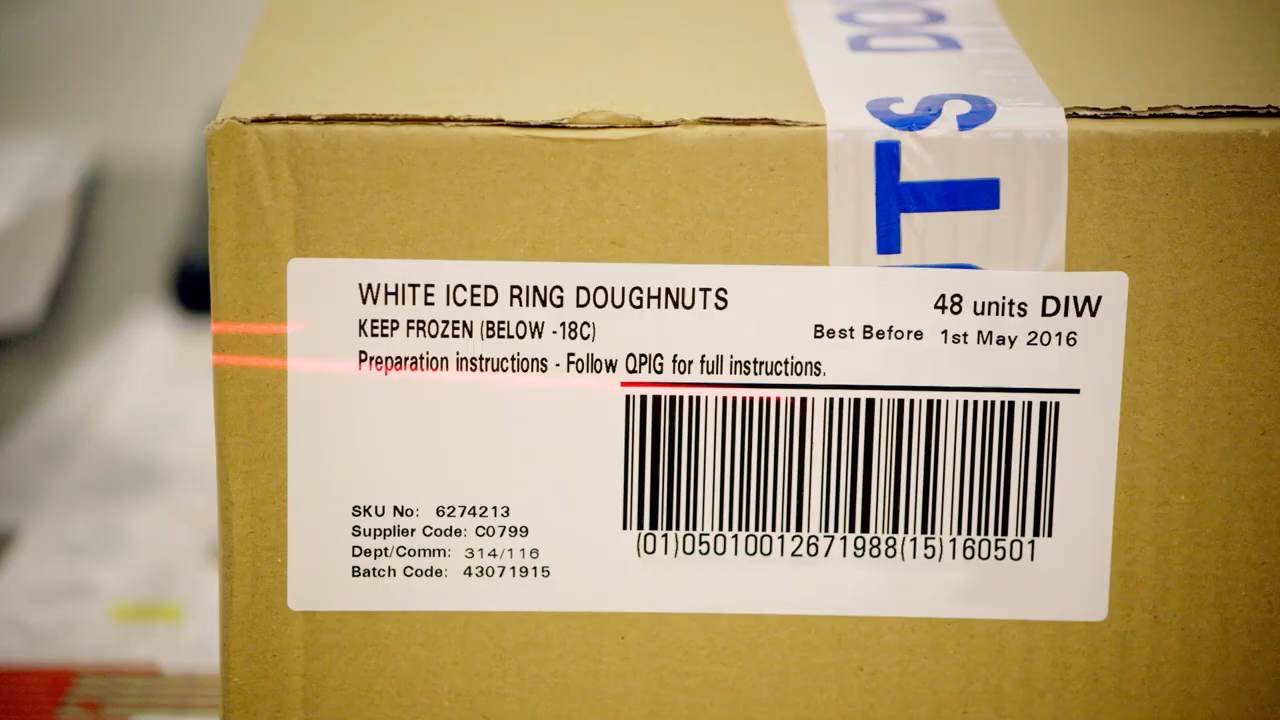 DO
UTS
WHITE ICED RING DOUGHNUTS
48 units DIW
KEEP FROZEN (BELOW -18C)
Best Before 1st May 2016
Preparation instructions - Follow QPIG for full instructions.
SKU No: 6274213
Supplier Code: C0799
Dept/Comm: 314/116
Batch Code: 43071915
(01)05010012671988(15)160501